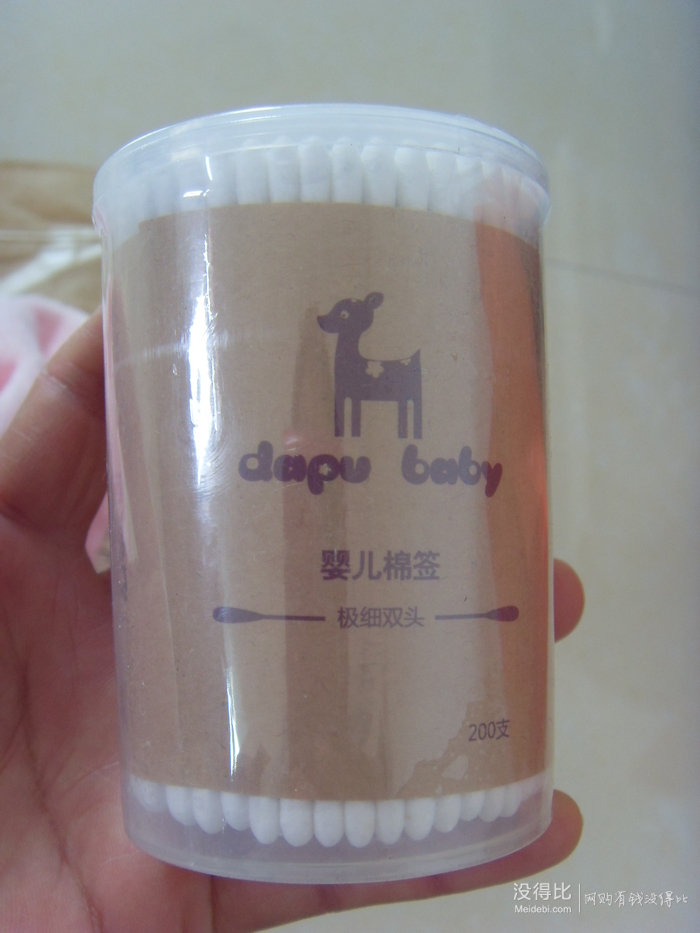 dapu baby
婴儿棉签
极细双头
200支
没得比 网购有钱没得比
Meidebi.com